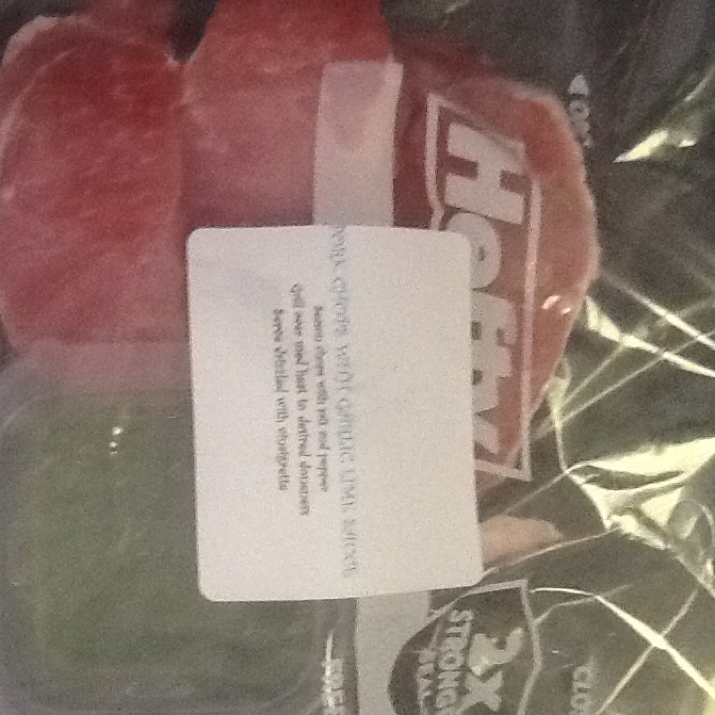 PORK CHOPS WITH GARLIC LIME SAUCE
Season chops with salt and pepper
Grill over med heat to desired doneness
Serve drizzled with vinaigrette
Hefty
2X
STRONG
SEAL